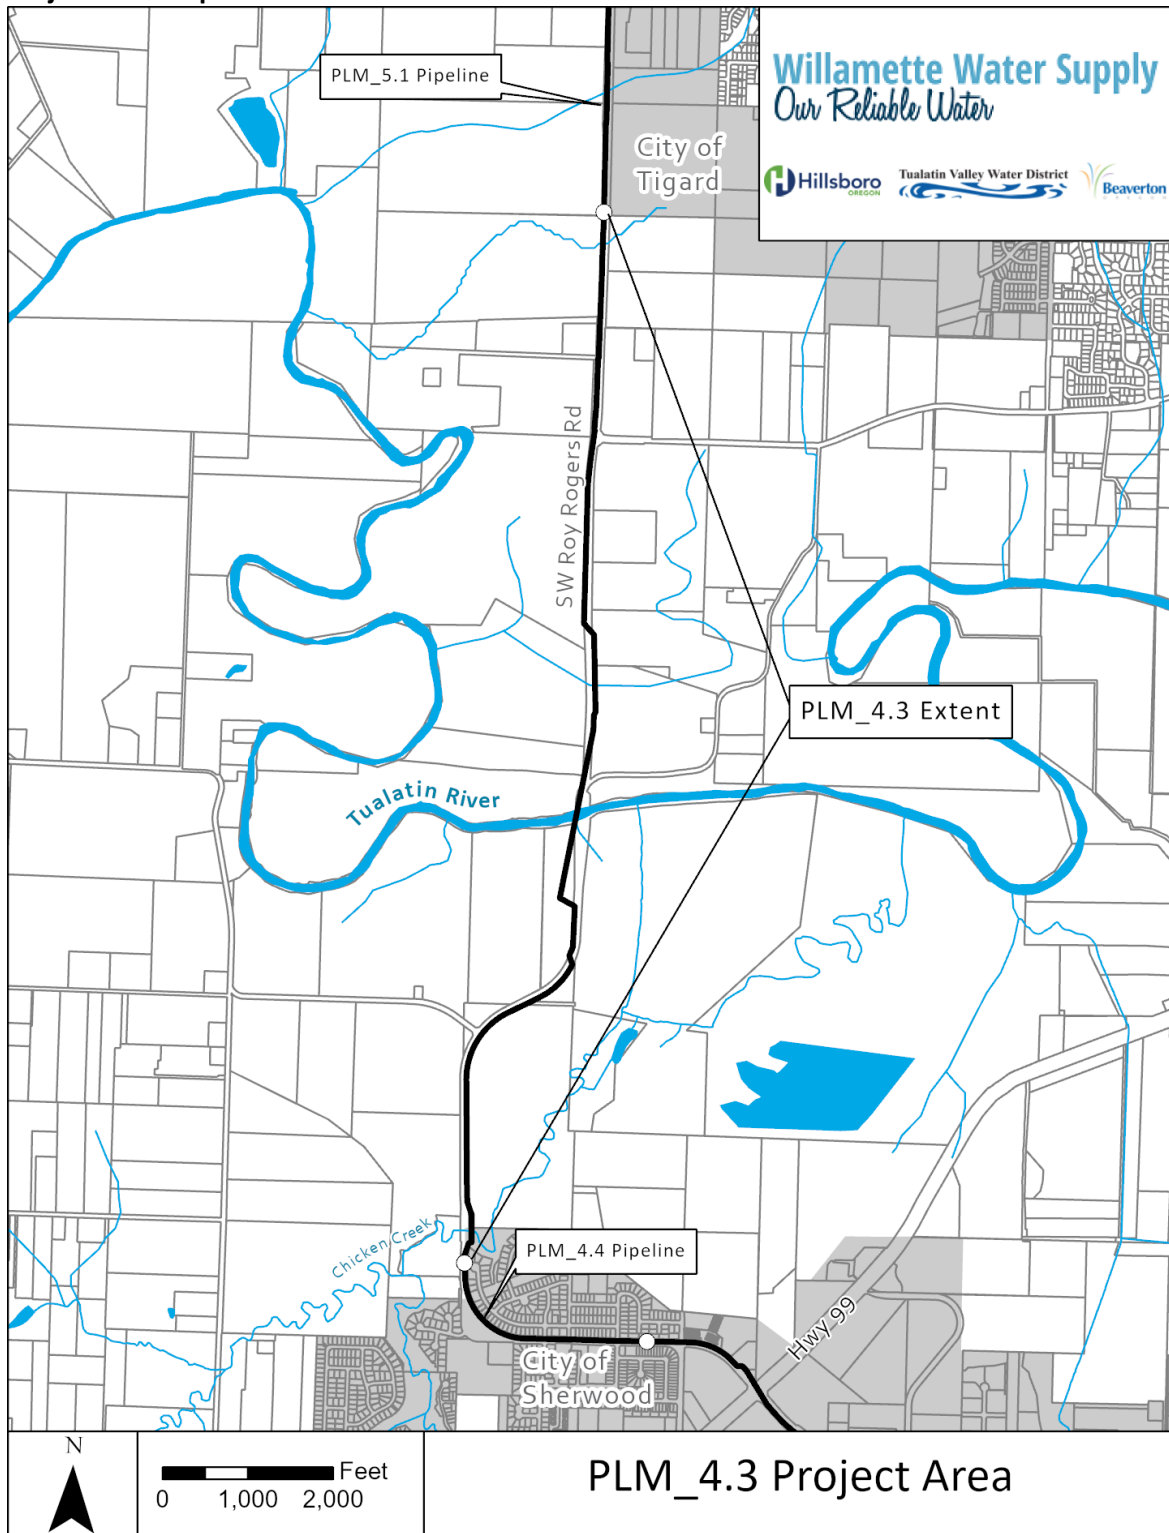 PLM_5.1 Pipeline
Willamette Water Supply
Our Reliable Water
City of
Tigard
Hillsboro
OREGON
Tualatin Valley Water District
Beaverton
OREGON
SW Roy Rogers Rd
PLM_4.3 Extent
Tualatin River
Chicken Creek
PLM_4.4 Pipeline
Hwy 99
City of
Sherwood
N
Feet
0 1,000 2,000
PLM_4.3 Project Area